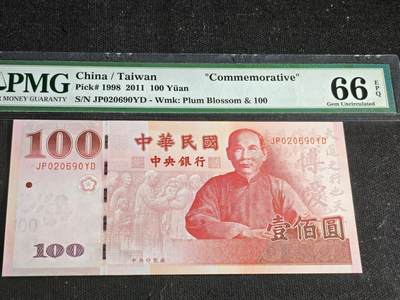 PMG
China / Taiwan "Commemorative"
Pick# 1998 2011 100 Yüan
S/N JP020690YD - Wmk: Plum Blossom & 100
MONEY GUARANTY
66 EPQ
Gem Uncirculated
100
中華民國
中央銀行
JP020690YD
JP020690YD
博愛
壹佰圓
100